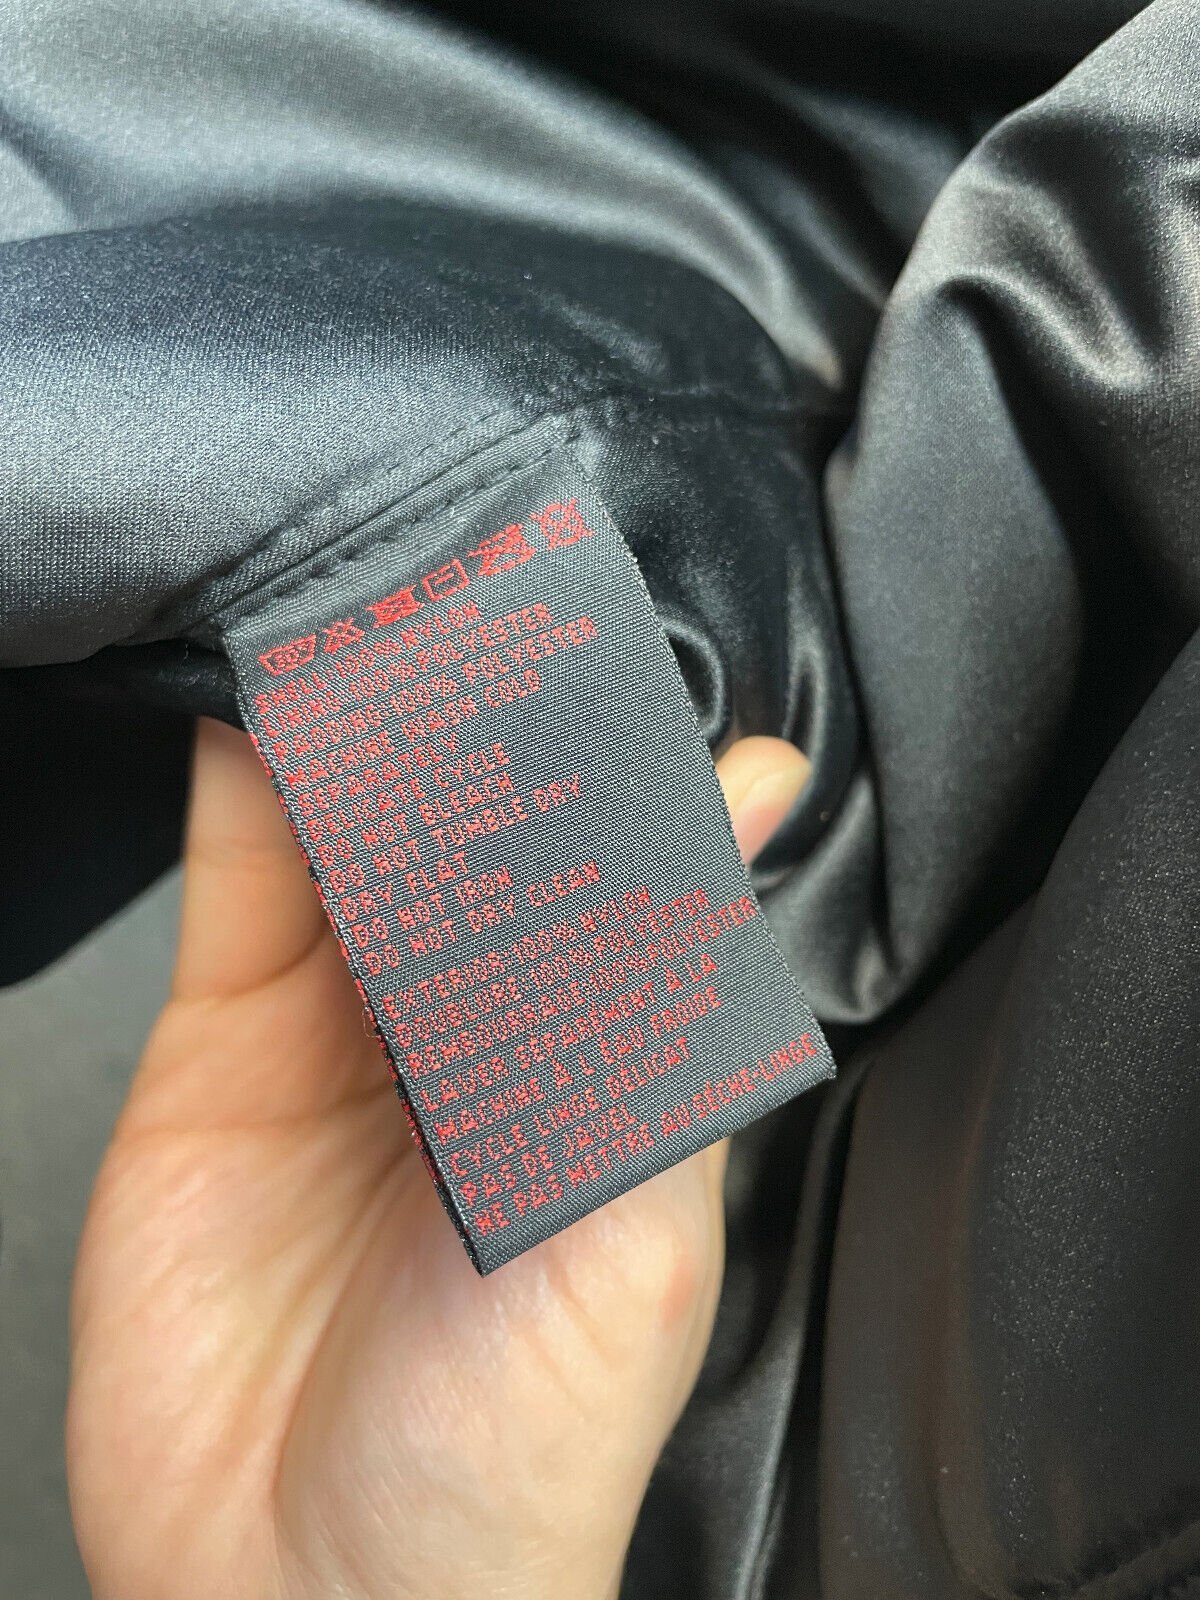 SHELL:100% NYLON
LINING:100% POLYESTER
PADDING:100% POLYESTER
MACHINE WASH COLD
SEPARATELY
DELICATE CYCLE
DO NOT BLEACH
DO NOT TUMBLE DRY
DRY FLAT
DO NOT IRON
DO NOT DRY CLEAN
EXTERIOR:100% NYLON
DOUBLURE:100% POLYESTER
REMBOURRAGE:100% POLYESTER
LAVER SÉPARÉMENT À LA
MACHINE À L'EAU FROIDE
CYCLE LINGE DÉLICAT
PAS DE JAVEL
NE PAS METTRE AU SÈCHE-LINGE